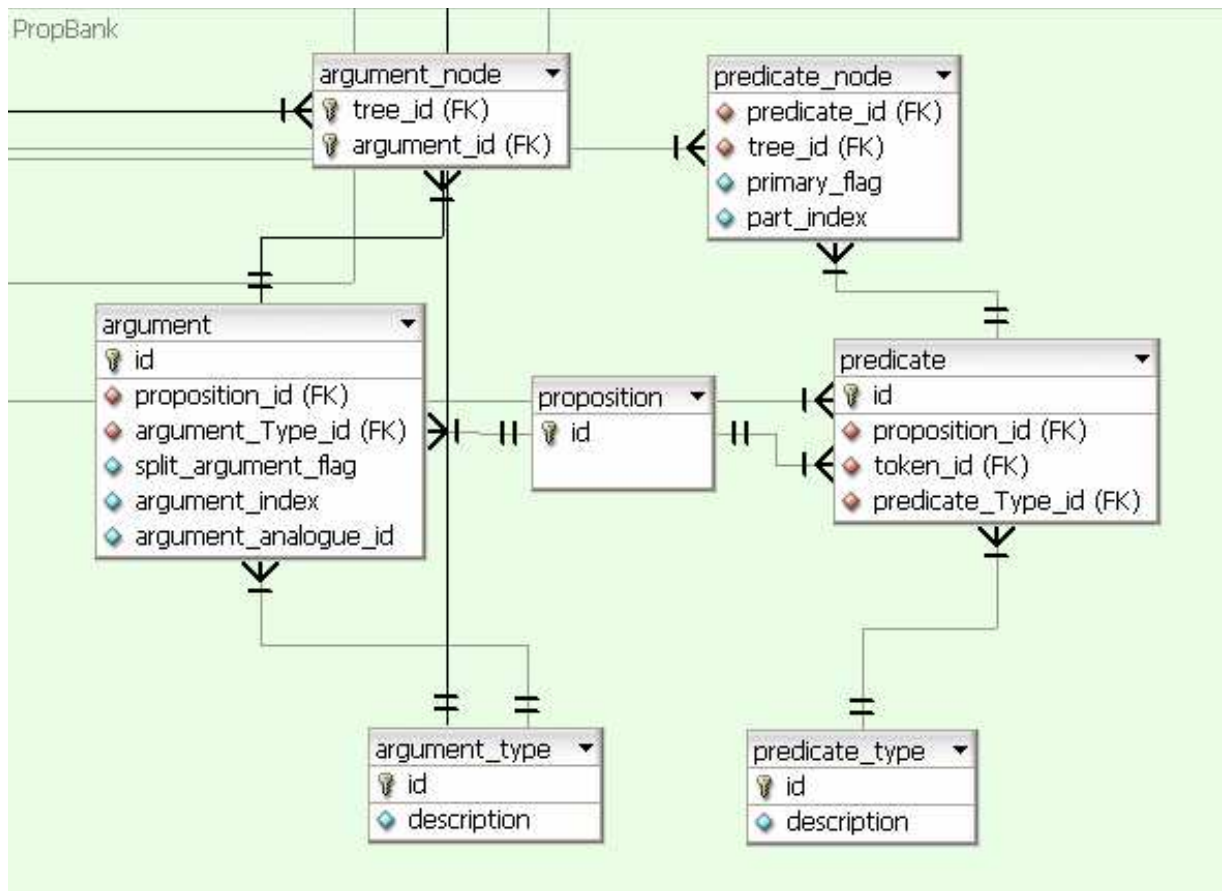 PropBank
argument_node
tree_id (FK)
argument_id (FK)
predicate_node
predicate_id (FK)
tree_id (FK)
primary_flag
part_index
argument
id
proposition_id (FK)
argument_Type_id (FK)
split_argument_flag
argument_index
argument_analogue_id
proposition
id
predicate
id
proposition_id (FK)
token_id (FK)
predicate_Type_id (FK)
argument_type
id
description
predicate_type
id
description